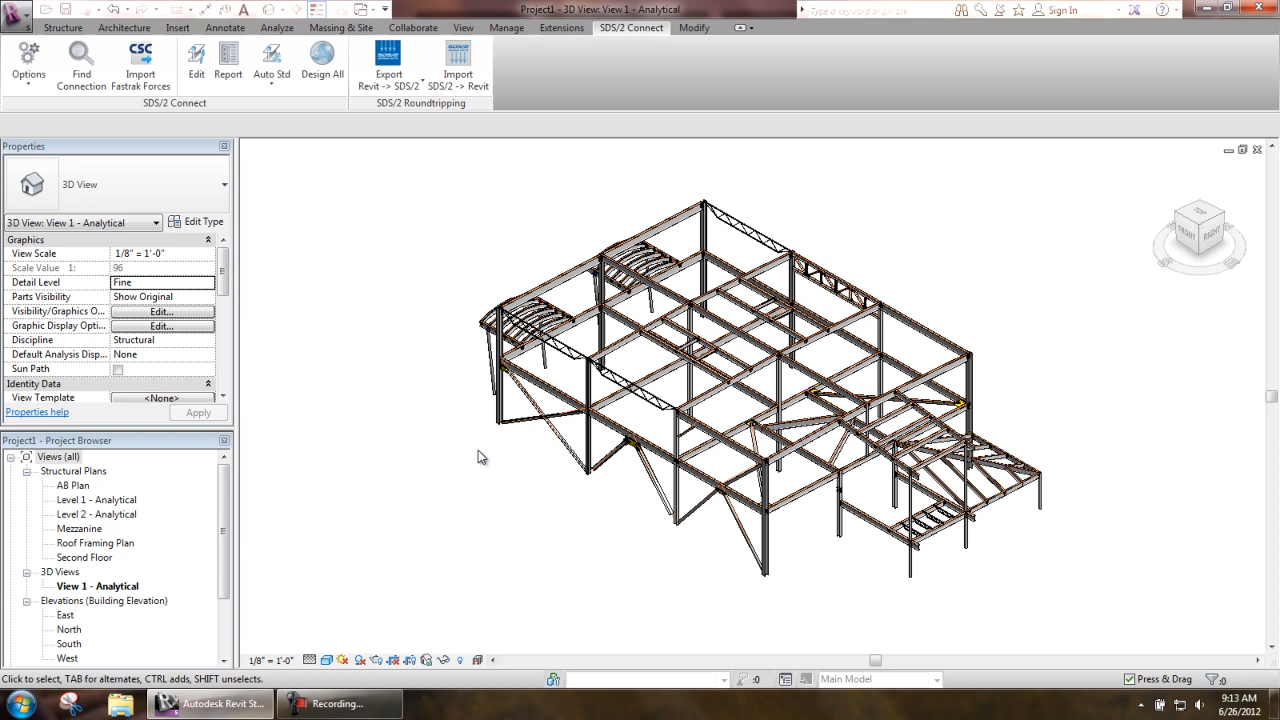 Project1 - 3D View: View 1 - Analytical
Type a keyword or phrase
Sign In
Structure Architecture Insert Annotate Analyze Massing & Site Collaborate View Manage Extensions SDS/2 Connect Modify
Options
Find Connection
CSC
Import Fastrak Forces
Edit
Report
Auto Std
Design All
Export Revit -> SDS/2
Import SDS/2 -> Revit
SDS/2 Connect
SDS/2 Roundtripping
Properties
3D View
3D View: View 1 - Analytical
Edit Type
Graphics
View Scale 1/8" = 1'-0"
Scale Value 1: 96
Detail Level Fine
Parts Visibility Show Original
Visibility/Graphics O... Edit...
Graphic Display Opti... Edit...
Discipline Structural
Default Analysis Disp... None
Sun Path
Identity Data
View Template <None>
Properties help
Apply
Project1 - Project Browser
Views (all)
Structural Plans
AB Plan
Level 1 - Analytical
Level 2 - Analytical
Mezzanine
Roof Framing Plan
Second Floor
3D Views
View 1 - Analytical
Elevations (Building Elevation)
East
North
South
West
TOP
FRONT
RIGHT
1/8" = 1'-0"
Click to select, TAB for alternates, CTRL adds, SHIFT unselects.
:0
Main Model
Press & Drag
:0
Autodesk Revit St...
Recording...
9:13 AM
6/26/2012